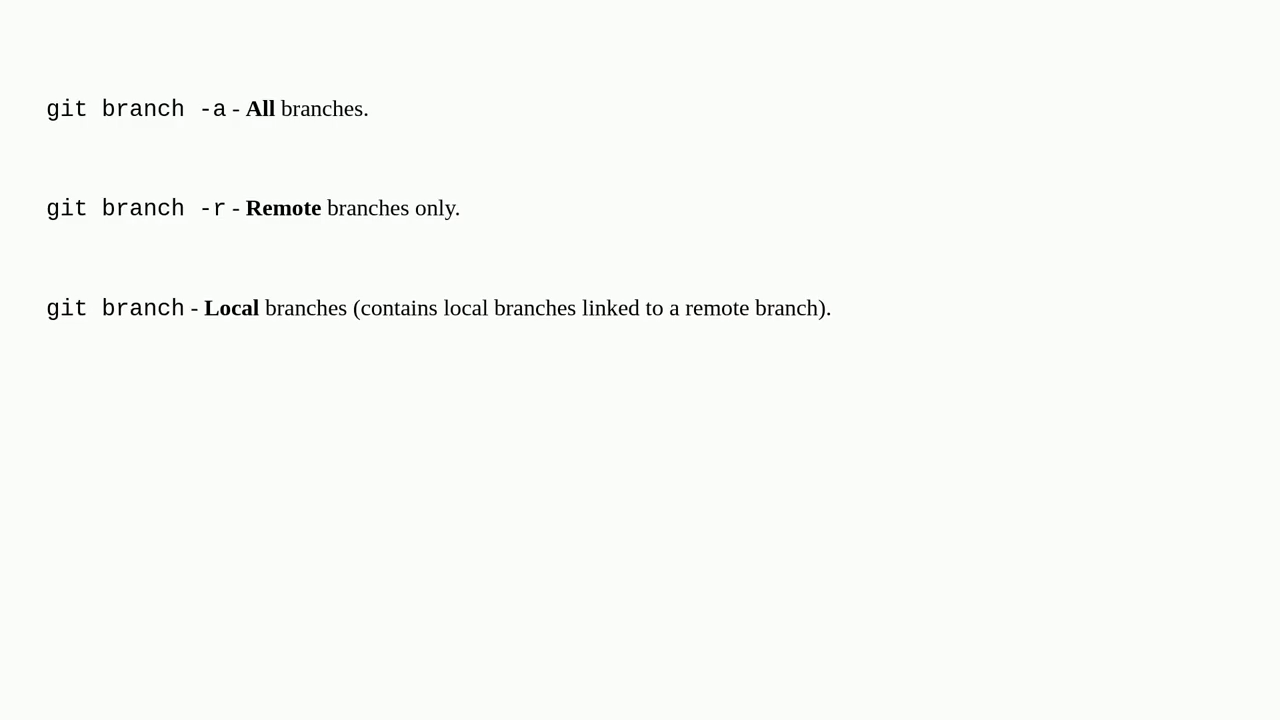 git branch -a - All branches.
git branch -r - Remote branches only.
git branch - Local branches (contains local branches linked to a remote branch).